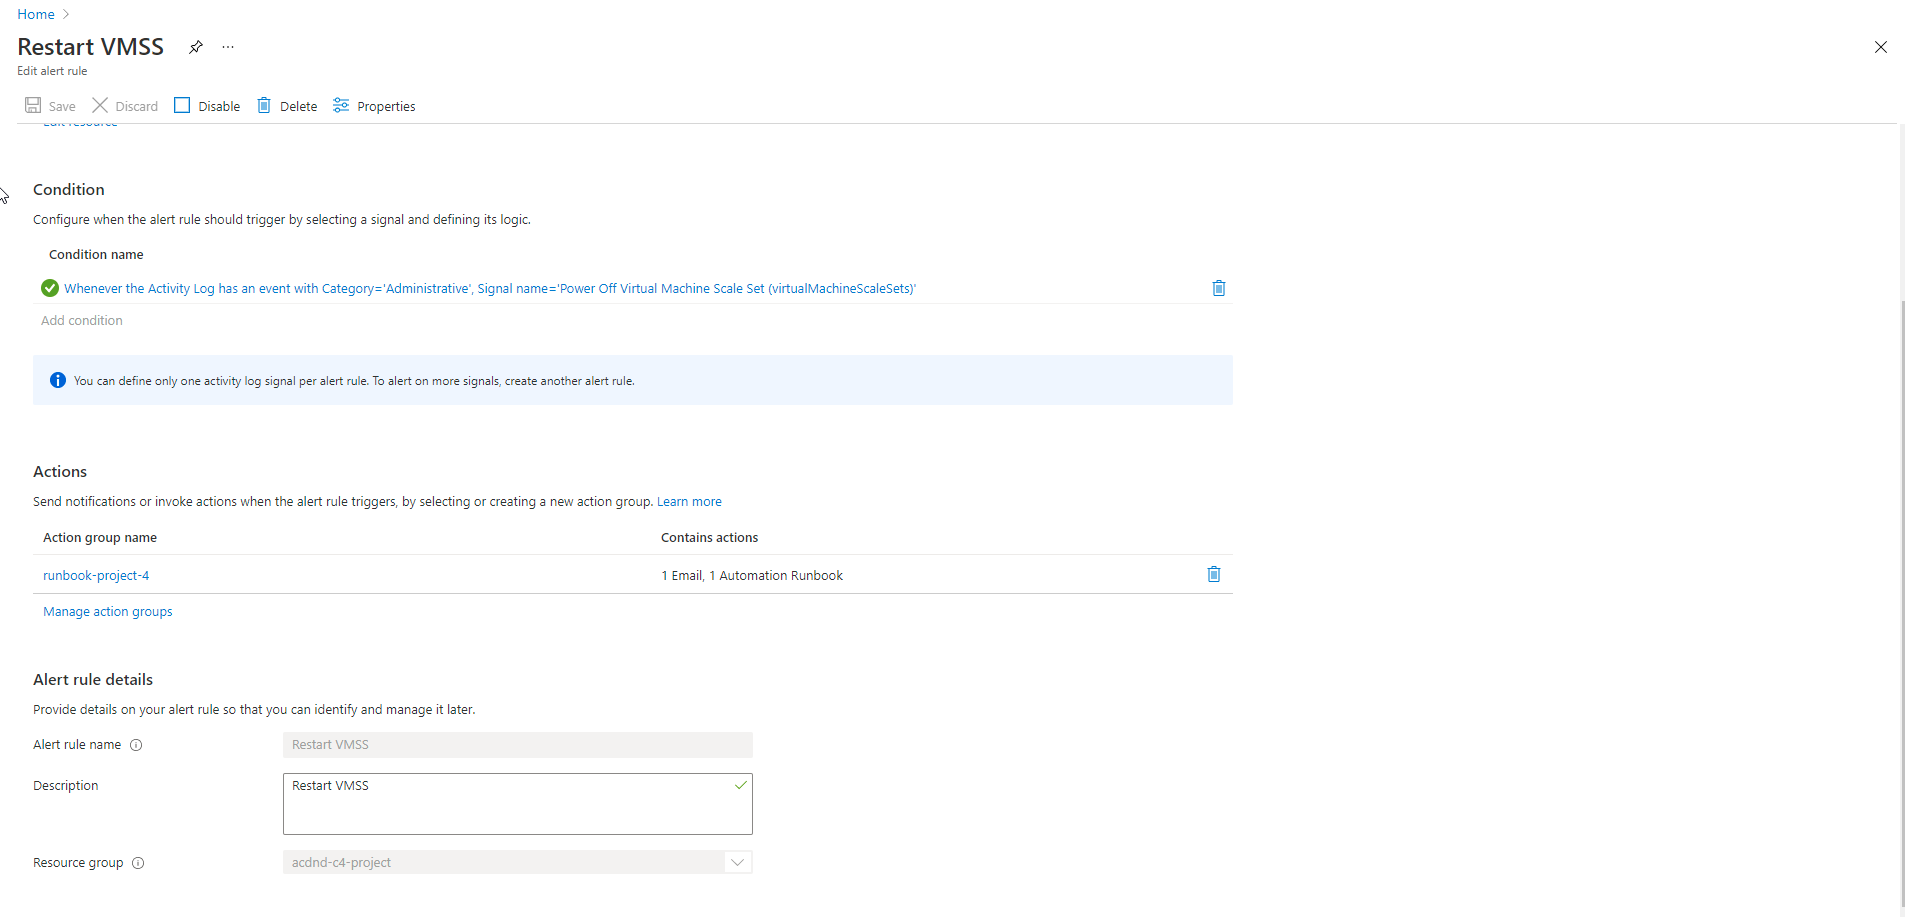 Home
Restart VMSS
Edit alert rule
Save Discard Disable Delete Properties
Edit resource
Condition
Configure when the alert rule should trigger by selecting a signal and defining its logic.
Condition name
Whenever the Activity Log has an event with Category='Administrative', Signal name='Power Off Virtual Machine Scale Set (virtualMachineScaleSets)'
Add condition
You can define only one activity log signal per alert rule. To alert on more signals, create another alert rule.
Actions
Send notifications or invoke actions when the alert rule triggers, by selecting or creating a new action group. Learn more
Action group name Contains actions
runbook-project-4 1 Email, 1 Automation Runbook
Manage action groups
Alert rule details
Provide details on your alert rule so that you can identify and manage it later.
Alert rule name Restart VMSS
Description Restart VMSS
Resource group acdnd-c4-project